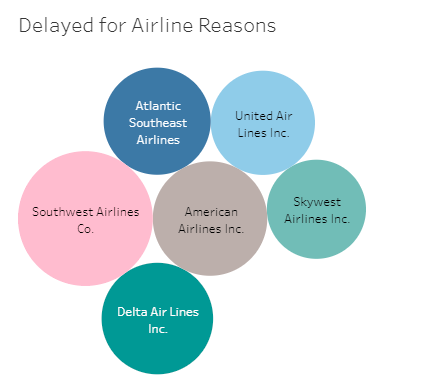 Delayed for Airline Reasons
Atlantic
Southeast
Airlines
United Air
Lines Inc.
Southwest Airlines
Co.
American
Airlines Inc.
Skywest
Airlines Inc.
Delta Air Lines
Inc.